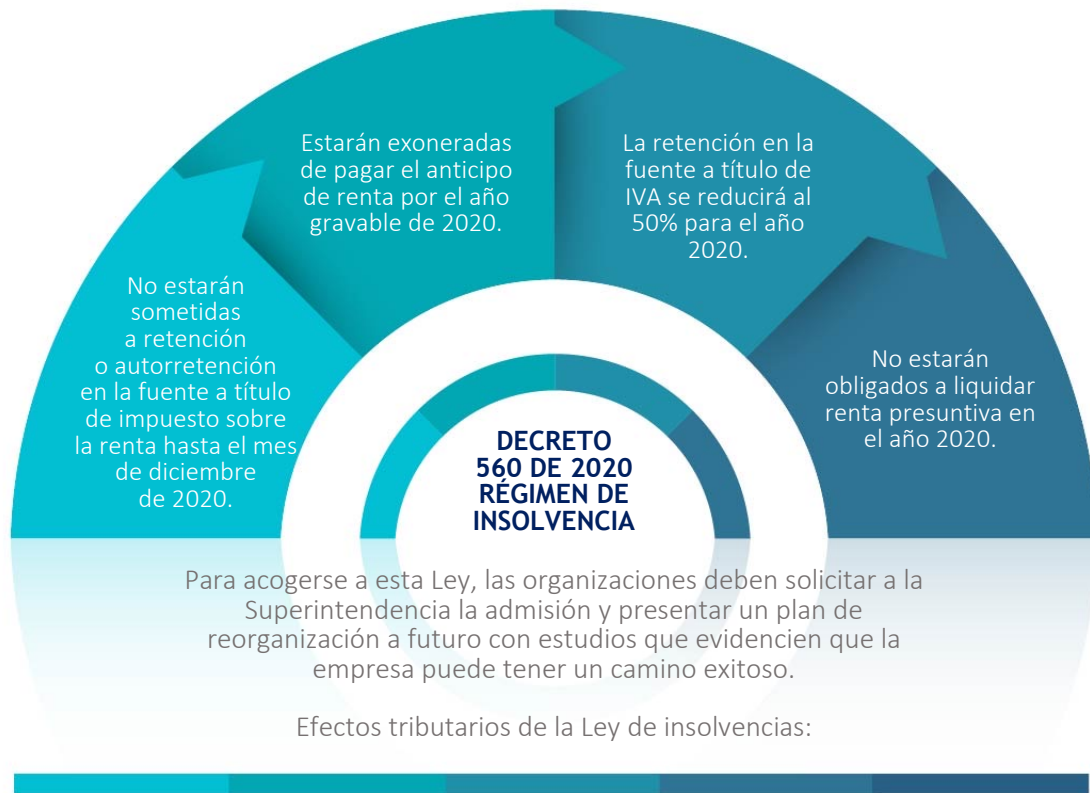 No estarán
sometidas
a retención
o autorretención
en la fuente a título
de impuesto sobre
la renta hasta el mes
de diciembre
de 2020.
Estarán exoneradas
de pagar el anticipo
de renta por el año
gravable de 2020.
La retención en la
fuente a título de
IVA se reducirá al
50% para el año
2020.
No estarán
obligados a liquidar
renta presuntiva en
el año 2020.
DECRETO
560 DE 2020
RÉGIMEN DE
INSOLVENCIA
Para acogerse a esta Ley, las organizaciones deben solicitar a la
Superintendencia la admisión y presentar un plan de
reorganización a futuro con estudios que evidencien que la
empresa puede tener un camino exitoso.
Efectos tributarios de la Ley de insolvencias: